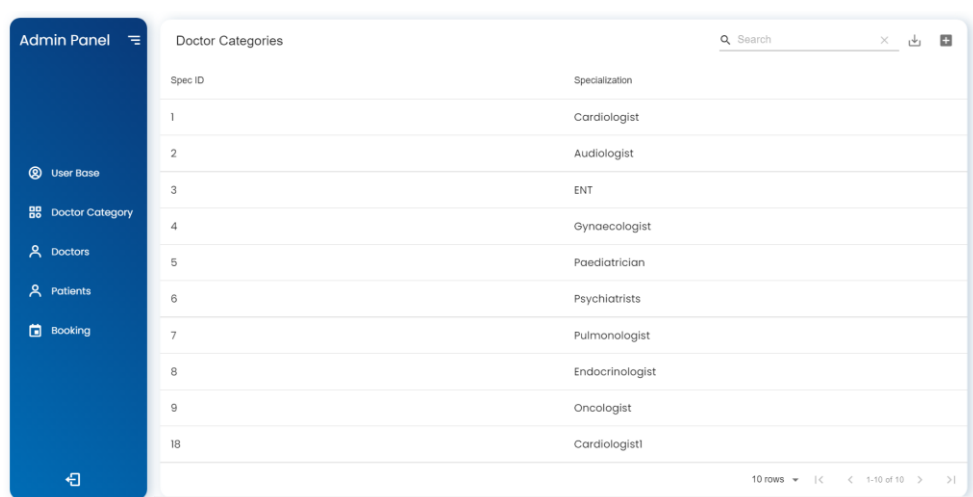 Admin Panel
User Base
Doctor Category
Doctors
Patients
Booking
Doctor Categories
Search
Spec ID Specialization
1 Cardiologist
2 Audiologist
3 ENT
4 Gynaecologist
5 Paediatrician
6 Psychiatrists
7 Pulmonologist
8 Endocrinologist
9 Oncologist
18 Cardiologist1
10 rows 1-10 of 10